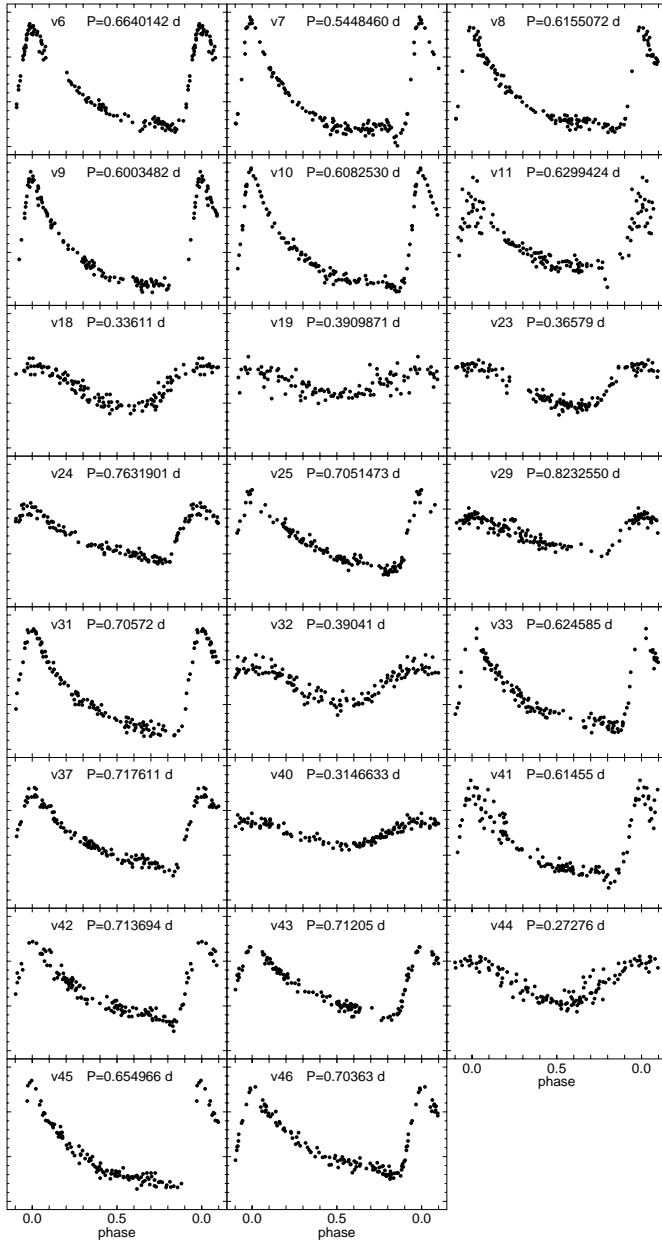 v6 P=0.6640142 d
v7 P=0.5448460 d
v8 P=0.6155072 d
v9 P=0.6003482 d
v10 P=0.6082530 d
v11 P=0.6299424 d
v18 P=0.33611 d
v19 P=0.3909871 d
v23 P=0.36579 d
v24 P=0.7631901 d
v25 P=0.7051473 d
v29 P=0.8232550 d
v31 P=0.70572 d
v32 P=0.39041 d
v33 P=0.624585 d
v37 P=0.717611 d
v40 P=0.3146633 d
v41 P=0.61455 d
v42 P=0.713694 d
v43 P=0.71205 d
v44 P=0.27276 d
0.0 0.5 0.0
phase
v45 P=0.654966 d
v46 P=0.70363 d
0.0 0.5 0.0
phase
0.0 0.5 0.0
phase